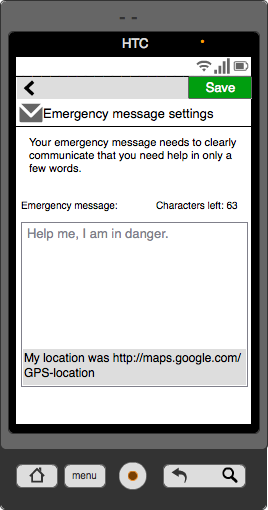 HTC
Save
Emergency message settings
Your emergency message needs to clearly
communicate that you need help in only a
few words.
Emergency message: Characters left: 63
Help me, I am in danger.
My location was http://maps.google.com/
GPS-location
menu